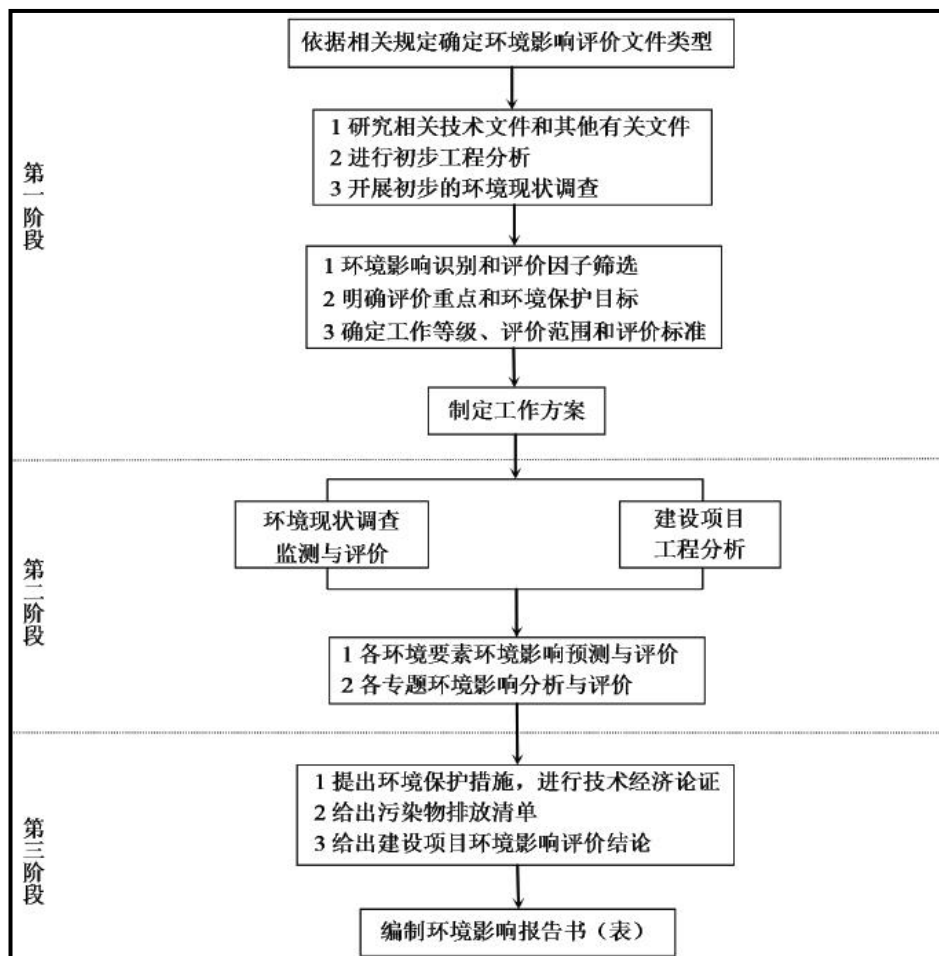 依据相关规定确定环境影响评价文件类型
1 研究相关技术文件和其他有关文件
2 进行初步工程分析
3 开展初步的环境现状调查
第一阶段
1 环境影响识别和评价因子筛选
2 明确评价重点和环境保护目标
3 确定工作等级、评价范围和评价标准
制定工作方案
第二阶段
环境现状调查
监测与评价
建设项目
工程分析
1 各环境要素环境影响预测与评价
2 各专题环境影响分析与评价
第三阶段
1 提出环境保护措施，进行技术经济论证
2 给出污染物排放清单
3 给出建设项目环境影响评价结论
编制环境影响报告书（表）